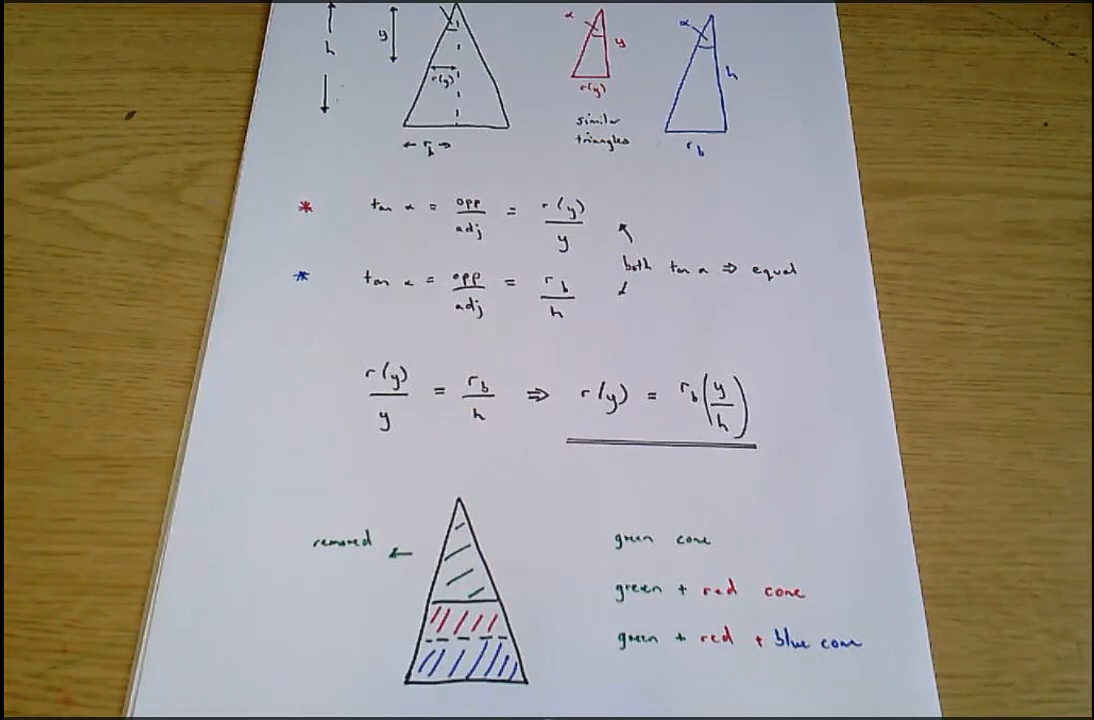 h
y
α
r(y)
← r_b →
α
y
r(y)
α
h
r_b
similar
triangles
* tan α = opp/adj = r(y)/y
both tan α ⇒ equal
* tan α = opp/adj = r_b/h
r(y)/y = r_b/h ⇒ r(y) = r_b(y/h)
removed ←
green cone
green + red cone
green + red + blue cone